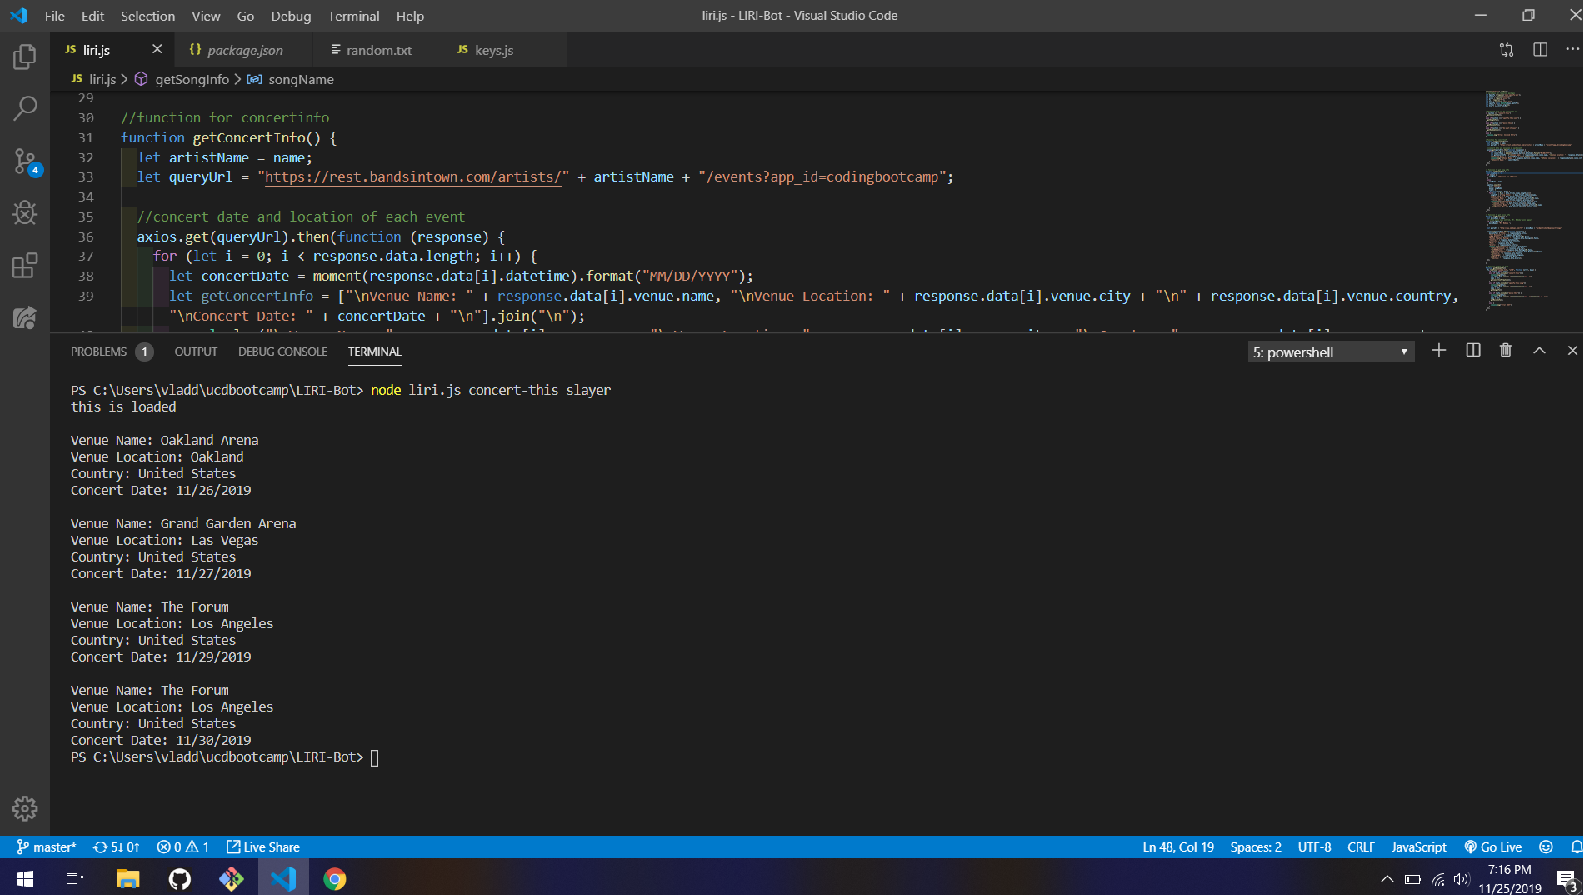 File Edit Selection View Go Debug Terminal Help
liri.js - LIRI-Bot - Visual Studio Code
JS liri.js
{} package.json
random.txt
JS keys.js
JS liri.js > getSongInfo > songName
4
29
30 //function for concertinfo
31 function getConcertInfo() {
32 let artistName = name;
33 let queryUrl = "https://rest.bandsintown.com/artists/" + artistName + "/events?app_id=codingbootcamp";
34
35 //concert date and location of each event
36 axios.get(queryUrl).then(function (response) {
37 for (let i = 0; i < response.data.length; i++) {
38 let concertDate = moment(response.data[i].datetime).format("MM/DD/YYYY");
39 let getConcertInfo = ["\nVenue Name: " + response.data[i].venue.name, "\nVenue Location: " + response.data[i].venue.city + "\n" + response.data[i].venue.country,
"\nConcert Date: " + concertDate + "\n"].join("\n");
PROBLEMS 1 OUTPUT DEBUG CONSOLE TERMINAL
5: powershell
PS C:\Users\vladd\ucdbootcamp\LIRI-Bot> node liri.js concert-this slayer
this is loaded
Venue Name: Oakland Arena
Venue Location: Oakland
Country: United States
Concert Date: 11/26/2019
Venue Name: Grand Garden Arena
Venue Location: Las Vegas
Country: United States
Concert Date: 11/27/2019
Venue Name: The Forum
Venue Location: Los Angeles
Country: United States
Concert Date: 11/29/2019
Venue Name: The Forum
Venue Location: Los Angeles
Country: United States
Concert Date: 11/30/2019
PS C:\Users\vladd\ucdbootcamp\LIRI-Bot>
master* 5↓ 0↑ 0 1 Live Share
Ln 48, Col 19 Spaces: 2 UTF-8 CRLF JavaScript Go Live
7:16 PM
11/25/2019
3